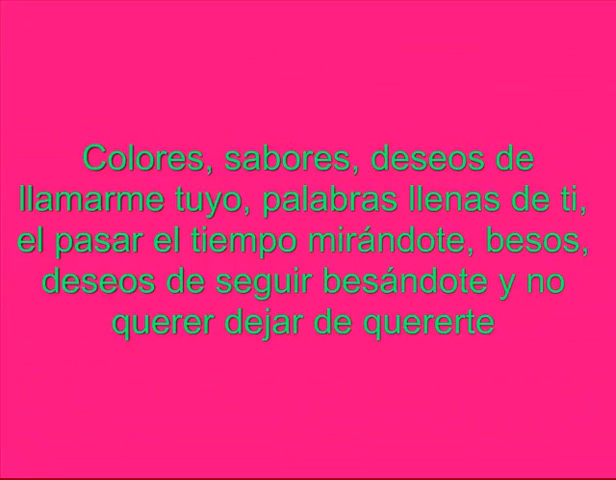 Colores, sabores, deseos de
llamarme tuyo, palabras llenas de ti,
el pasar el tiempo mirándote, besos,
deseos de seguir besándote y no
querer dejar de quererte